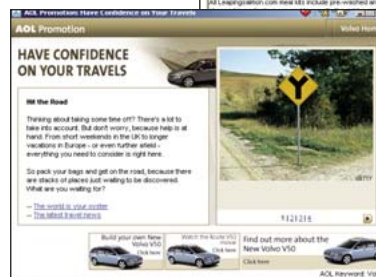 All Leapingsalmon.com meal kits include pre-washed an
AOL Promotion: Have Confidence on Your Travels
AOL Promotion
Volvo Hom
HAVE CONFIDENCE
ON YOUR TRAVELS
Hit the Road
Thinking about taking some time off? There's a lot to
take into account. But don't worry, because help is at
hand. From short weekends in the UK to longer
vacations in Europe - or even further afield -
everything you need to consider is right here.
So pack your bags and get on the road, because there
are stacks of places just waiting to be discovered.
What are you waiting for?
— The world is your oyster
— The latest travel news
Build your own New
Volvo V50
Click here
Watch the Route V50
Click here
Find out more about the
New Volvo V50
Click here
AOL Keyword: Vo